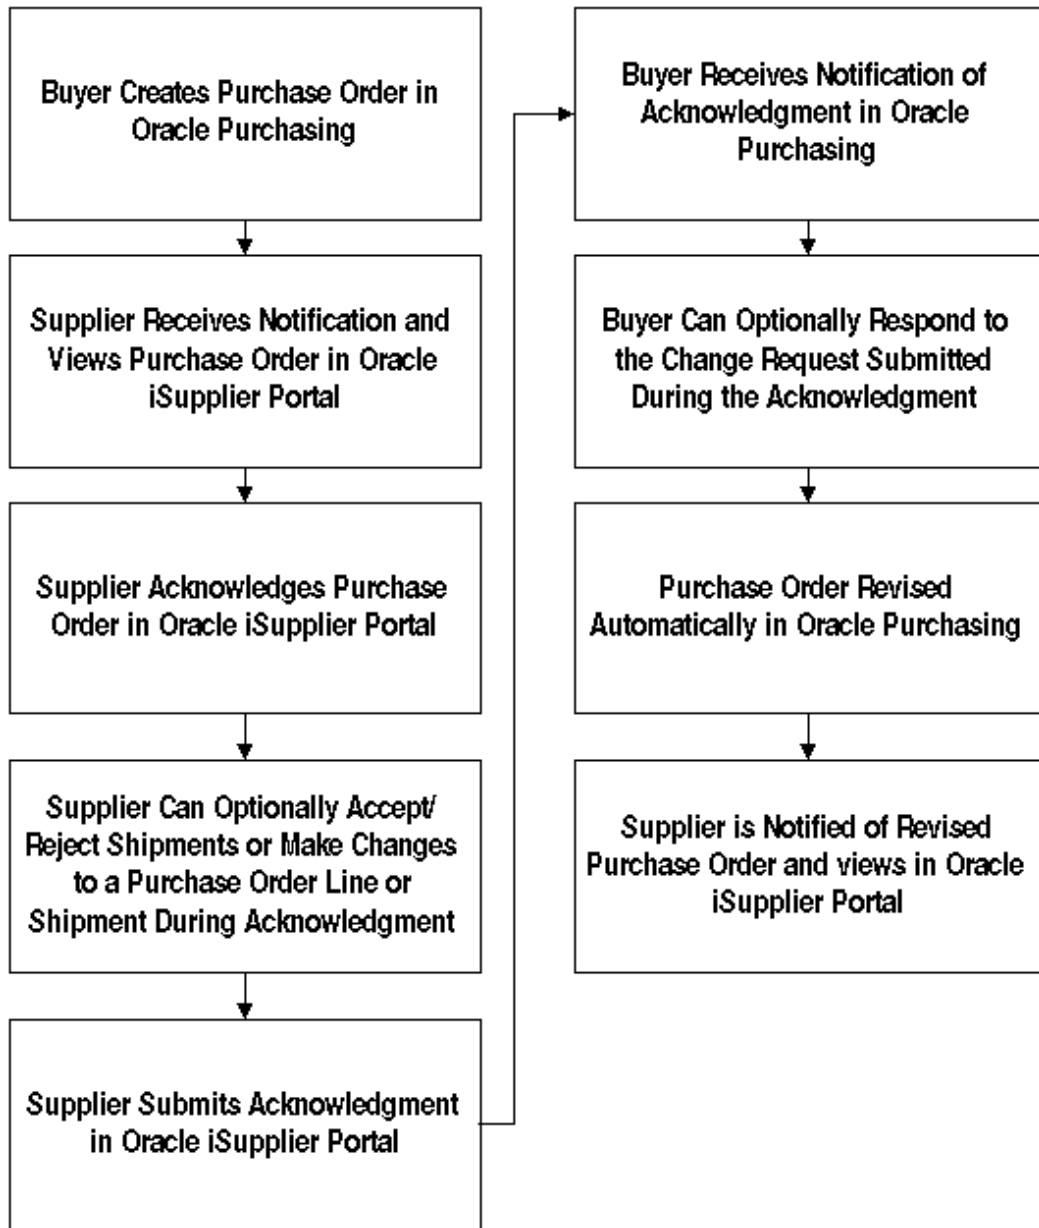 Buyer Creates Purchase Order in
Oracle Purchasing
Supplier Receives Notification and
Views Purchase Order in Oracle
iSupplier Portal
Supplier Acknowledges Purchase
Order in Oracle iSupplier Portal
Supplier Can Optionally Accept/
Reject Shipments or Make Changes
to a Purchase Order Line or
Shipment During Acknowledgment
Supplier Submits Acknowledgment
in Oracle iSupplier Portal
Buyer Receives Notification of
Acknowledgment in Oracle
Purchasing
Buyer Can Optionally Respond to
the Change Request Submitted
During the Acknowledgment
Purchase Order Revised
Automatically in Oracle Purchasing
Supplier is Notified of Revised
Purchase Order and views in Oracle
iSupplier Portal